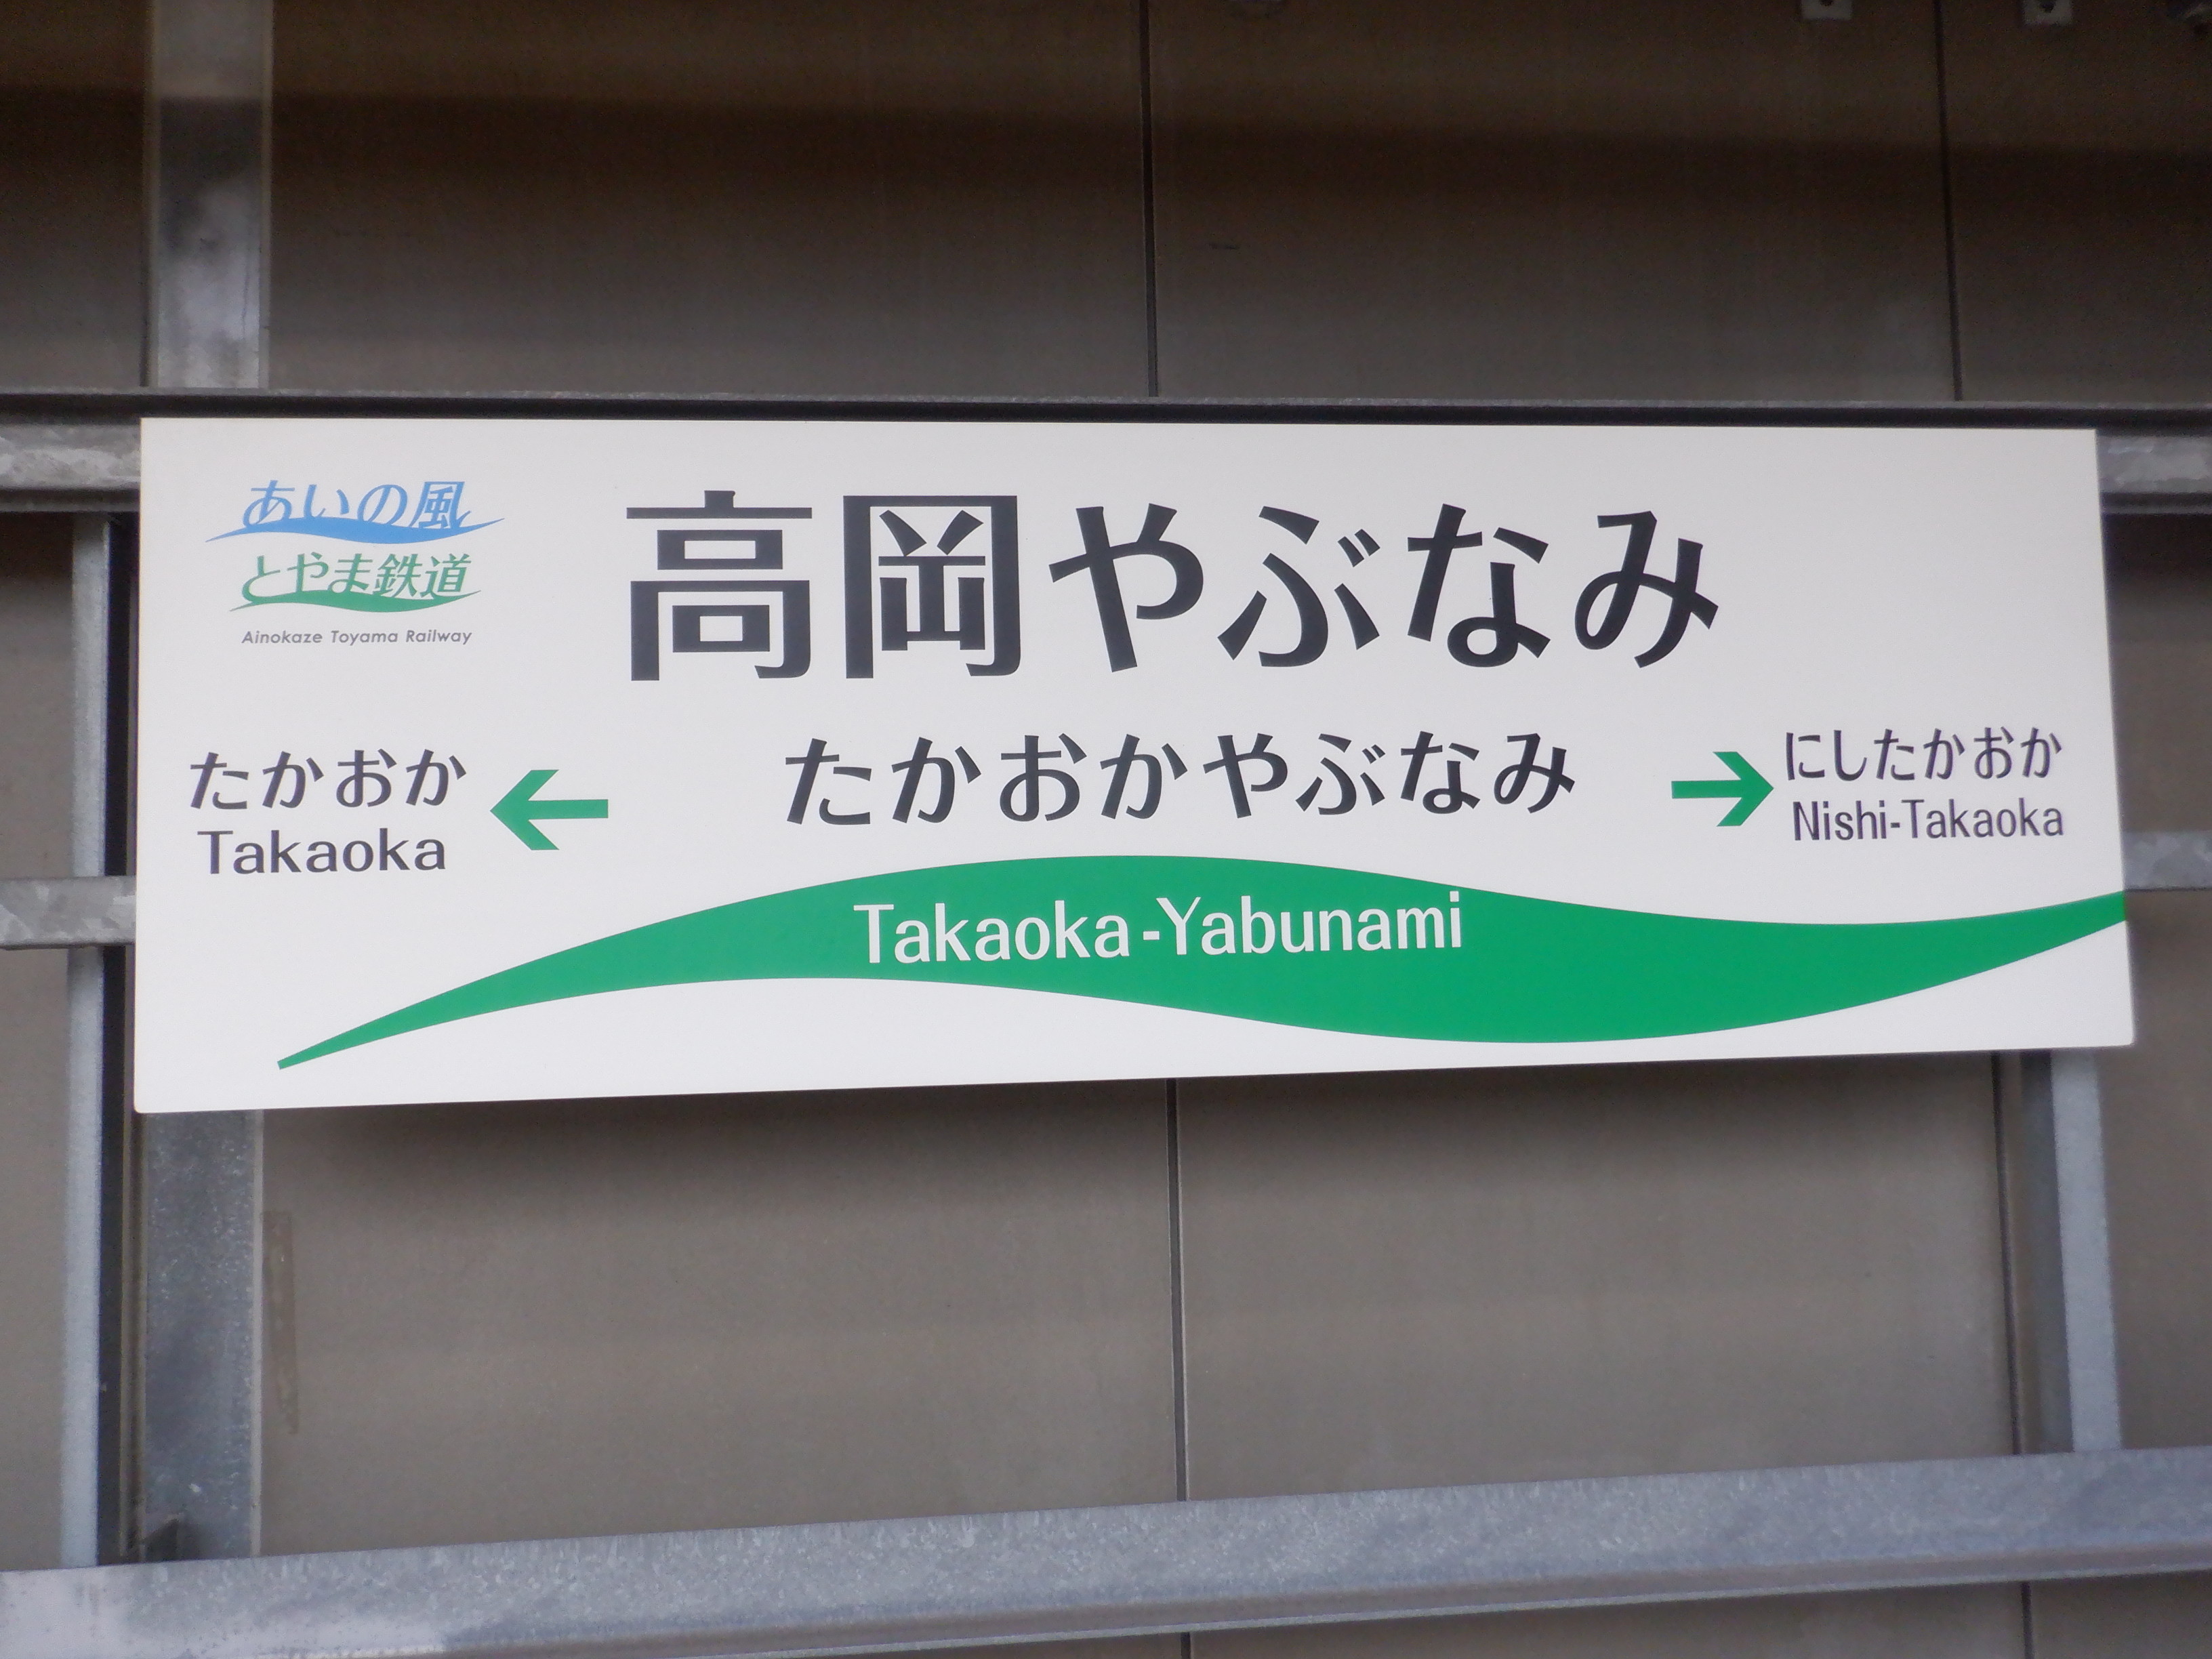 あいの風
とやま鉄道
Ainokaze Toyama Railway
高岡やぶなみ
たかおかやぶなみ
たかおか
Takaoka
にしたかおか
Nishi-Takaoka
Takaoka-Yabunami